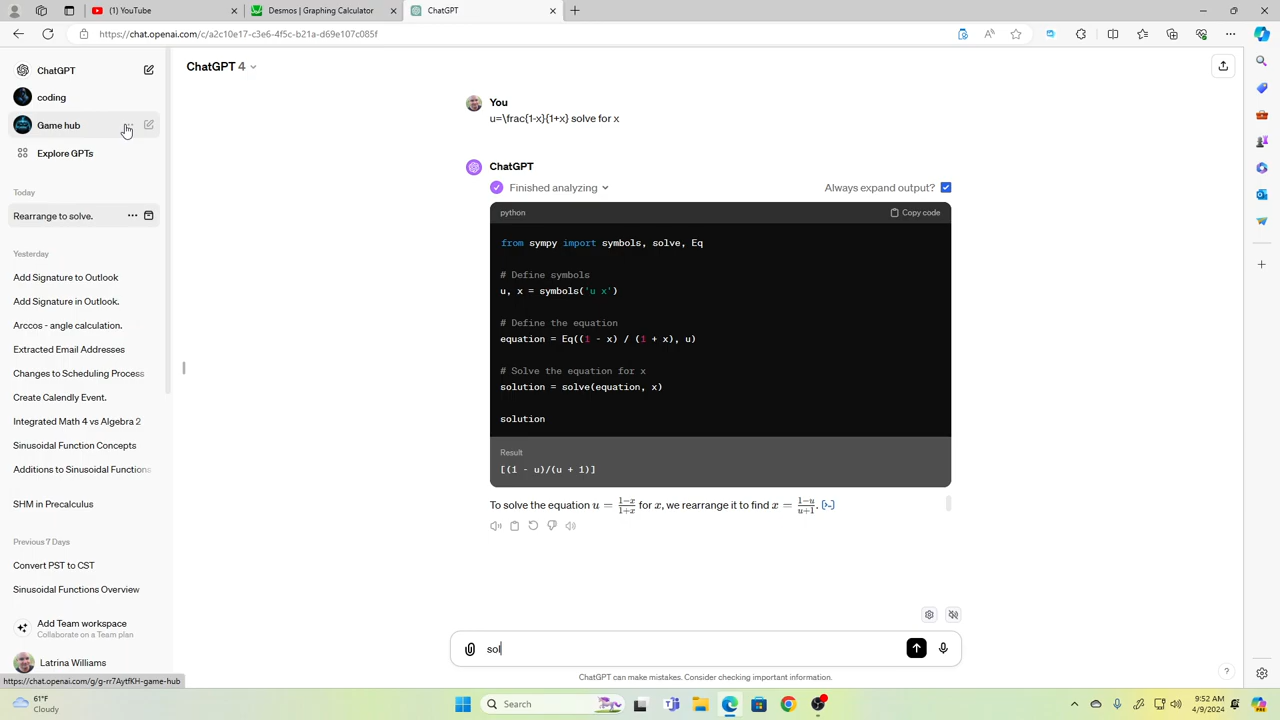 (1) YouTube
Desmos | Graphing Calculator
ChatGPT
https://chat.openai.com/c/a2c10e17-c3e6-4f5c-b21a-d69e107c085f
ChatGPT
coding
Game hub
Explore GPTs
Today
Rearrange to solve.
Yesterday
Add Signature to Outlook
Add Signature in Outlook.
Arccos - angle calculation.
Extracted Email Addresses
Changes to Scheduling Process
Create Calendly Event.
Integrated Math 4 vs Algebra 2
Sinusoidal Function Concepts
Additions to Sinusoidal Functions
SHM in Precalculus
Previous 7 Days
Convert PST to CST
Sinusoidal Functions Overview
Add Team workspace
Collaborate on a Team plan
Latrina Williams
https://chat.openai.com/g/g-rr7AytfKH-game-hub
ChatGPT 4
You
u=\frac{1-x}{1+x} solve for x
ChatGPT
Finished analyzing
Always expand output?
python
Copy code
from sympy import symbols, solve, Eq
# Define symbols
u, x = symbols('u x')
# Define the equation
equation = Eq((1 - x) / (1 + x), u)
# Solve the equation for x
solution = solve(equation, x)
solution
Result
[(1 - u)/(u + 1)]
To solve the equation u = 1−x/1+x for x, we rearrange it to find x = 1−u/u+1. [>-]
sol
ChatGPT can make mistakes. Consider checking important information.
?
61°F
Cloudy
Search
9:52 AM
4/9/2024